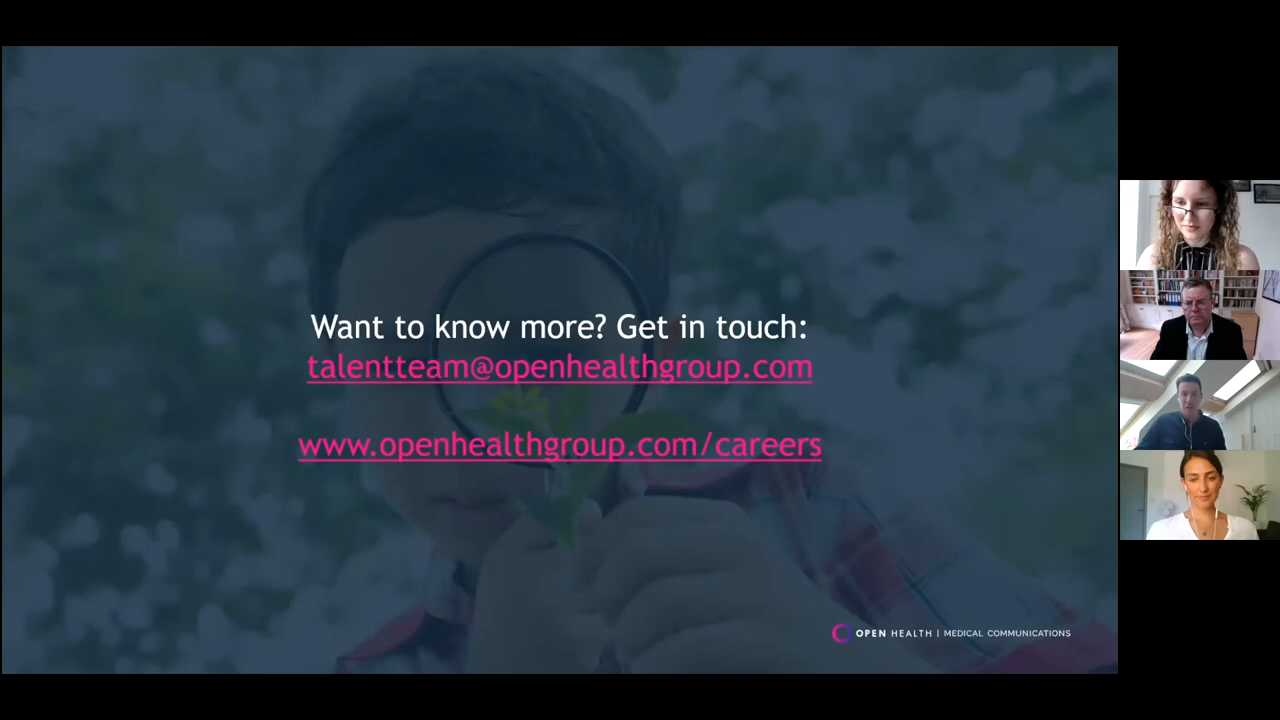 Want to know more? Get in touch:
talentteam@openhealthgroup.com
www.openhealthgroup.com/careers
OPEN HEALTH | MEDICAL COMMUNICATIONS